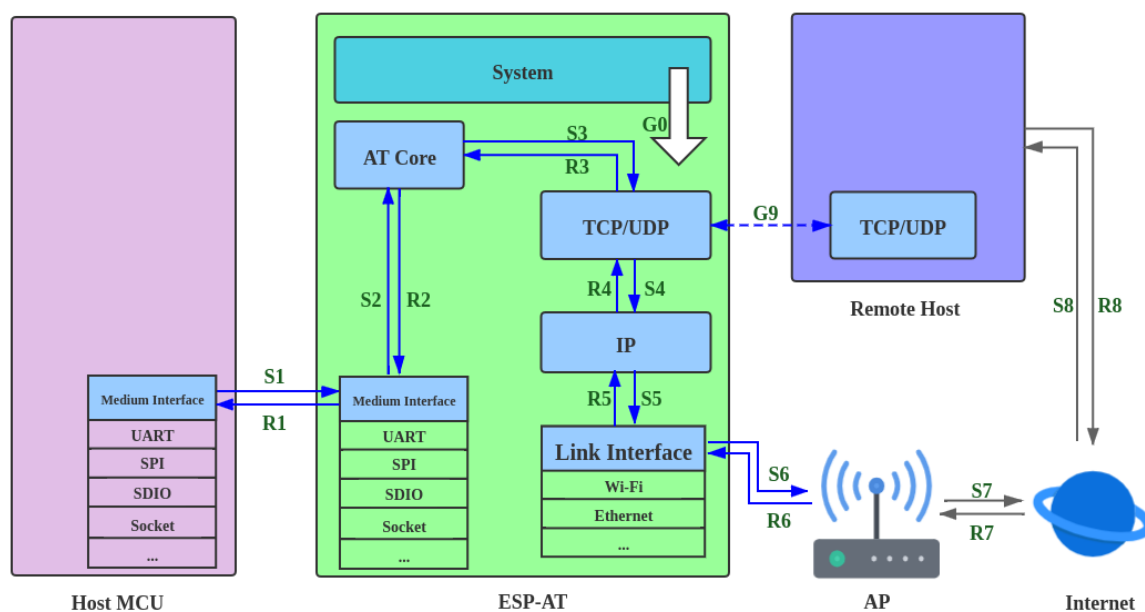 System
G0
AT Core
S3
R3
TCP/UDP
G9
TCP/UDP
S2
R2
R4
S4
Remote Host
S8
R8
IP
S1
R1
Medium Interface
UART
SPI
SDIO
Socket
...
Medium Interface
UART
SPI
SDIO
Socket
...
R5
S5
Link Interface
Wi-Fi
Ethernet
...
S6
R6
S7
R7
Host MCU
ESP-AT
AP
Internet